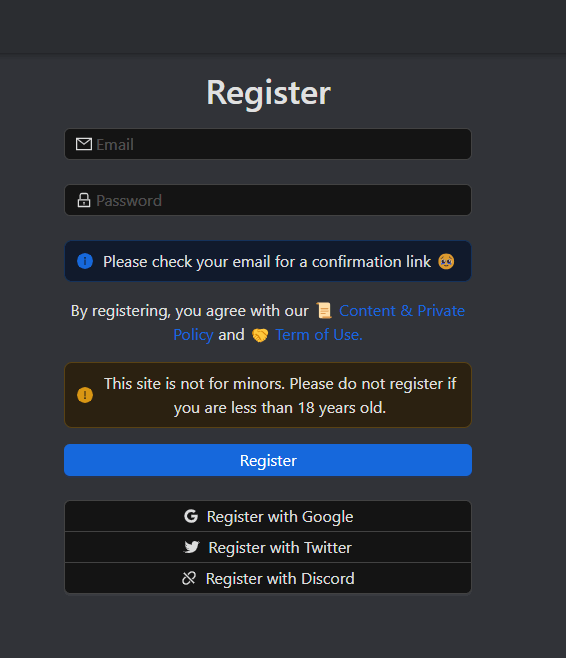 Register
Email
Password
Please check your email for a confirmation link 🥺
By registering, you agree with our 📜 Content & Private
Policy and 🤝 Term of Use.
This site is not for minors. Please do not register if
you are less than 18 years old.
Register
Register with Google
Register with Twitter
Register with Discord